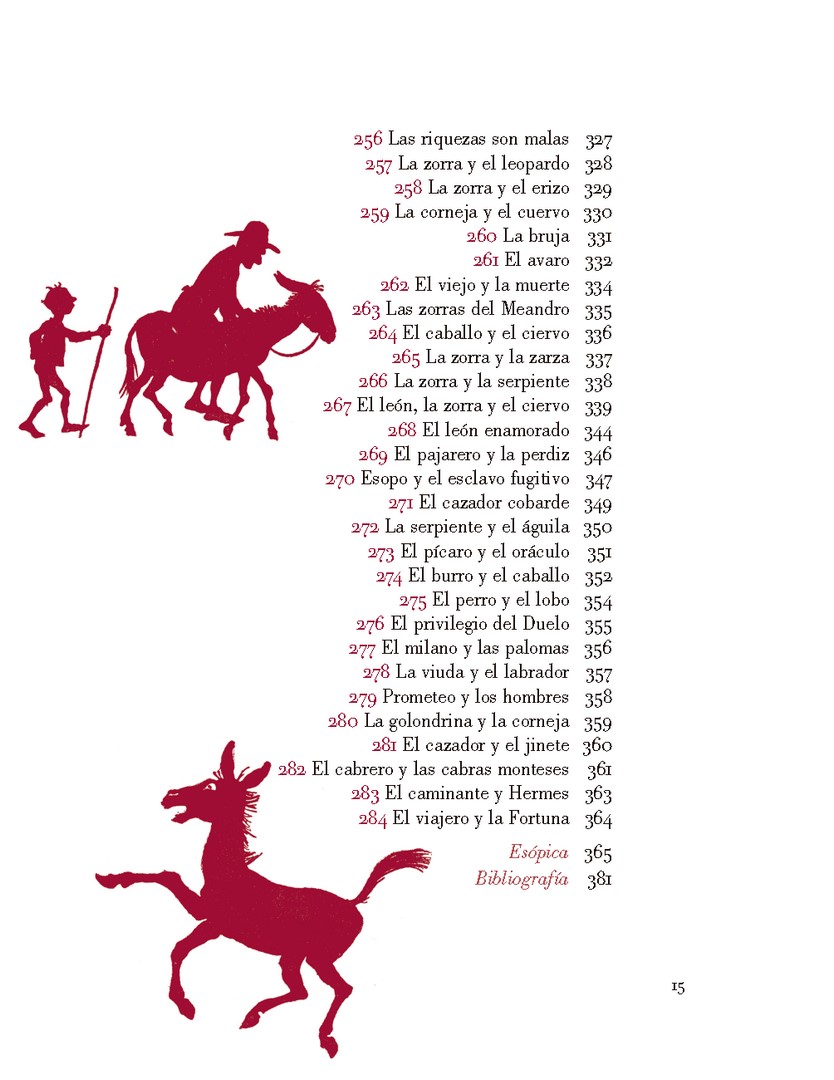 256 Las riquezas son malas 327
257 La zorra y el leopardo 328
258 La zorra y el erizo 329
259 La corneja y el cuervo 330
260 La bruja 331
261 El avaro 332
262 El viejo y la muerte 334
263 Las zorras del Meandro 335
264 El caballo y el ciervo 336
265 La zorra y la zarza 337
266 La zorra y la serpiente 338
267 El león, la zorra y el ciervo 339
268 El león enamorado 344
269 El pajarero y la perdiz 346
270 Esopo y el esclavo fugitivo 347
271 El cazador cobarde 349
272 La serpiente y el águila 350
273 El pícaro y el oráculo 351
274 El burro y el caballo 352
275 El perro y el lobo 354
276 El privilegio del Duelo 355
277 El milano y las palomas 356
278 La viuda y el labrador 357
279 Prometeo y los hombres 358
280 La golondrina y la corneja 359
281 El cazador y el jinete 360
282 El cabrero y las cabras monteses 361
283 El caminante y Hermes 363
284 El viajero y la Fortuna 364
Esópica 365
Bibliografía 381
15